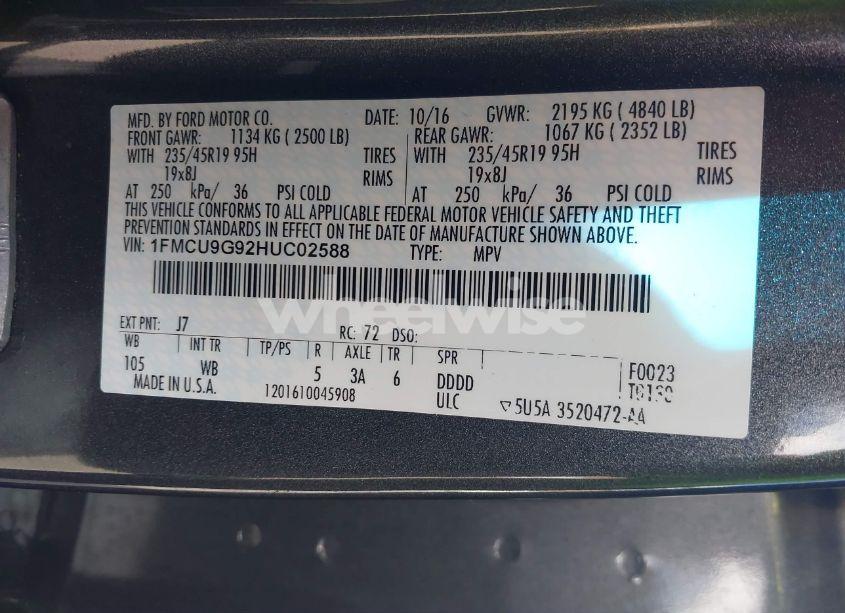 MFD. BY FORD MOTOR CO. DATE: 10/16 GVWR: 2195 KG ( 4840 LB)
FRONT GAWR: 1134 KG ( 2500 LB) REAR GAWR: 1067 KG ( 2352 LB)
WITH 235/45R19 95H TIRES WITH 235/45R19 95H TIRES
19x8J RIMS 19x8J RIMS
AT 250 kPa/ 36 PSI COLD AT 250 kPa/ 36 PSI COLD
THIS VEHICLE CONFORMS TO ALL APPLICABLE FEDERAL MOTOR VEHICLE SAFETY AND THEFT
PREVENTION STANDARDS IN EFFECT ON THE DATE OF MANUFACTURE SHOWN ABOVE.
VIN: 1FMCU9G92HUC02588 TYPE: MPV
wheelwise
EXT PNT: J7 RC: 72 DSO:
WB INT TR TP/PS R AXLE TR SPR
105 WB 5 3A 6 DDDD F0023
MADE IN U.S.A. 1201610045908 ULC ▽5U5A 3520472-AA